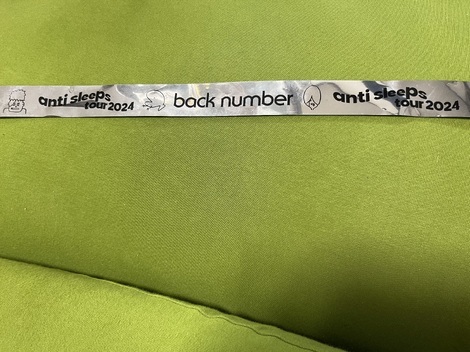 anti sleeps
tour 2024
back number
anti sleeps
tour 2024